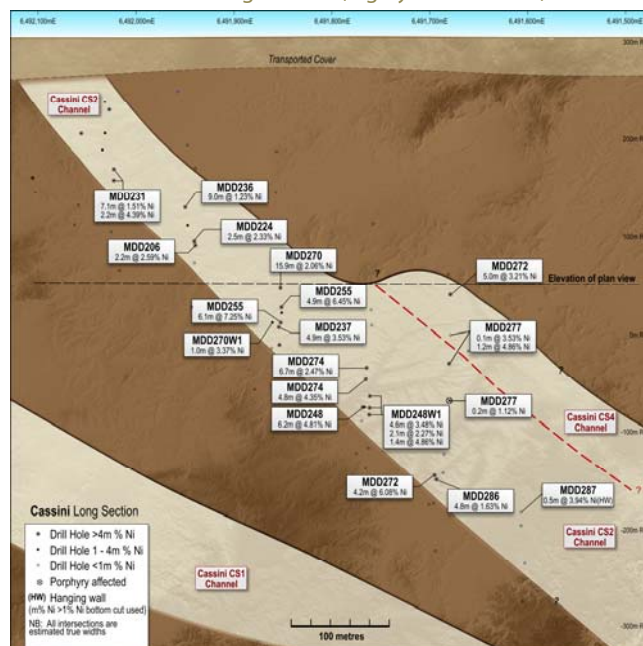 6,492,100mE 6,492,000mE 6,491,900mE 6,491,800mE 6,491,700mE 6,491,600mE 6,491,500mE
300m R
Transported Cover
Cassini CS2
Channel
200m R
MDD231
7.1m @ 1.51% Ni
2.2m @ 4.39% Ni
MDD236
9.0m @ 1.23% Ni
MDD224
2.5m @ 2.33% Ni
MDD206
2.2m @ 2.59% Ni
100m R
MDD270
15.9m @ 2.06% Ni
?
MDD272
5.0m @ 3.21% Ni
Elevation of plan view
MDD255
4.9m @ 6.45% Ni
MDD255
6.1m @ 7.25% Ni
MDD237
4.9m @ 3.53% Ni
MDD270W1
1.0m @ 3.37% Ni
MDD277
0.1m @ 3.53% Ni
1.2m @ 4.86% Ni
MDD274
6.7m @ 2.47% Ni
MDD274
4.8m @ 4.35% Ni
MDD277
0.2m @ 1.12% Ni
MDD248
6.2m @ 4.81% Ni
MDD248W1
4.6m @ 3.48% Ni
2.1m @ 2.27% Ni
1.4m @ 4.86% Ni
?
Cassini CS4
Channel
-100m R
MDD272
4.2m @ 6.08% Ni
MDD286
4.8m @ 1.63% Ni
MDD287
0.5m @ 3.94% Ni(HW)
?
-200m R
Cassini CS2
Channel
Cassini Long Section
Drill Hole >4m % Ni
Drill Hole 1 - 4m % Ni
Drill Hole <1m % Ni
Porphyry affected
(HW) Hanging wall
(m% Ni >1% Ni bottom cut used)
NB: All intersections are
estimated true widths
Cassini CS1
Channel
?
100 metres
-300m R